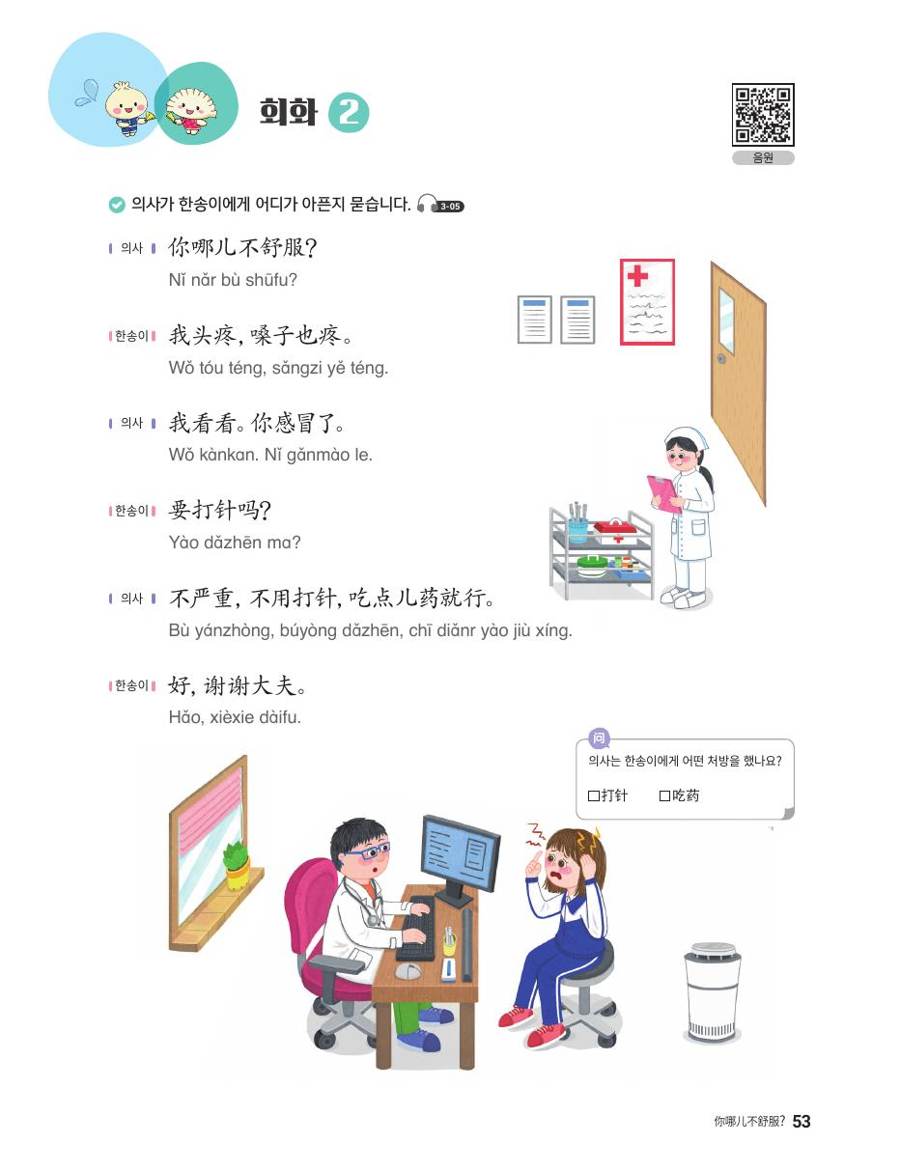 회화 2
음원
의사가 한송이에게 어디가 아픈지 묻습니다. 3-05
의사 你哪儿不舒服?
Nǐ nǎr bù shūfu?
한송이 我头疼, 嗓子也疼。
Wǒ tóu téng, sǎngzi yě téng.
의사 我看看。你感冒了。
Wǒ kànkan. Nǐ gǎnmào le.
한송이 要打针吗?
Yào dǎzhēn ma?
의사 不严重, 不用打针, 吃点儿药就行。
Bù yánzhòng, búyòng dǎzhēn, chī diǎnr yào jiù xíng.
한송이 好, 谢谢大夫。
Hǎo, xièxie dàifu.
问
의사는 한송이에게 어떤 처방을 했나요?
□打针 □吃药
你哪儿不舒服? 53